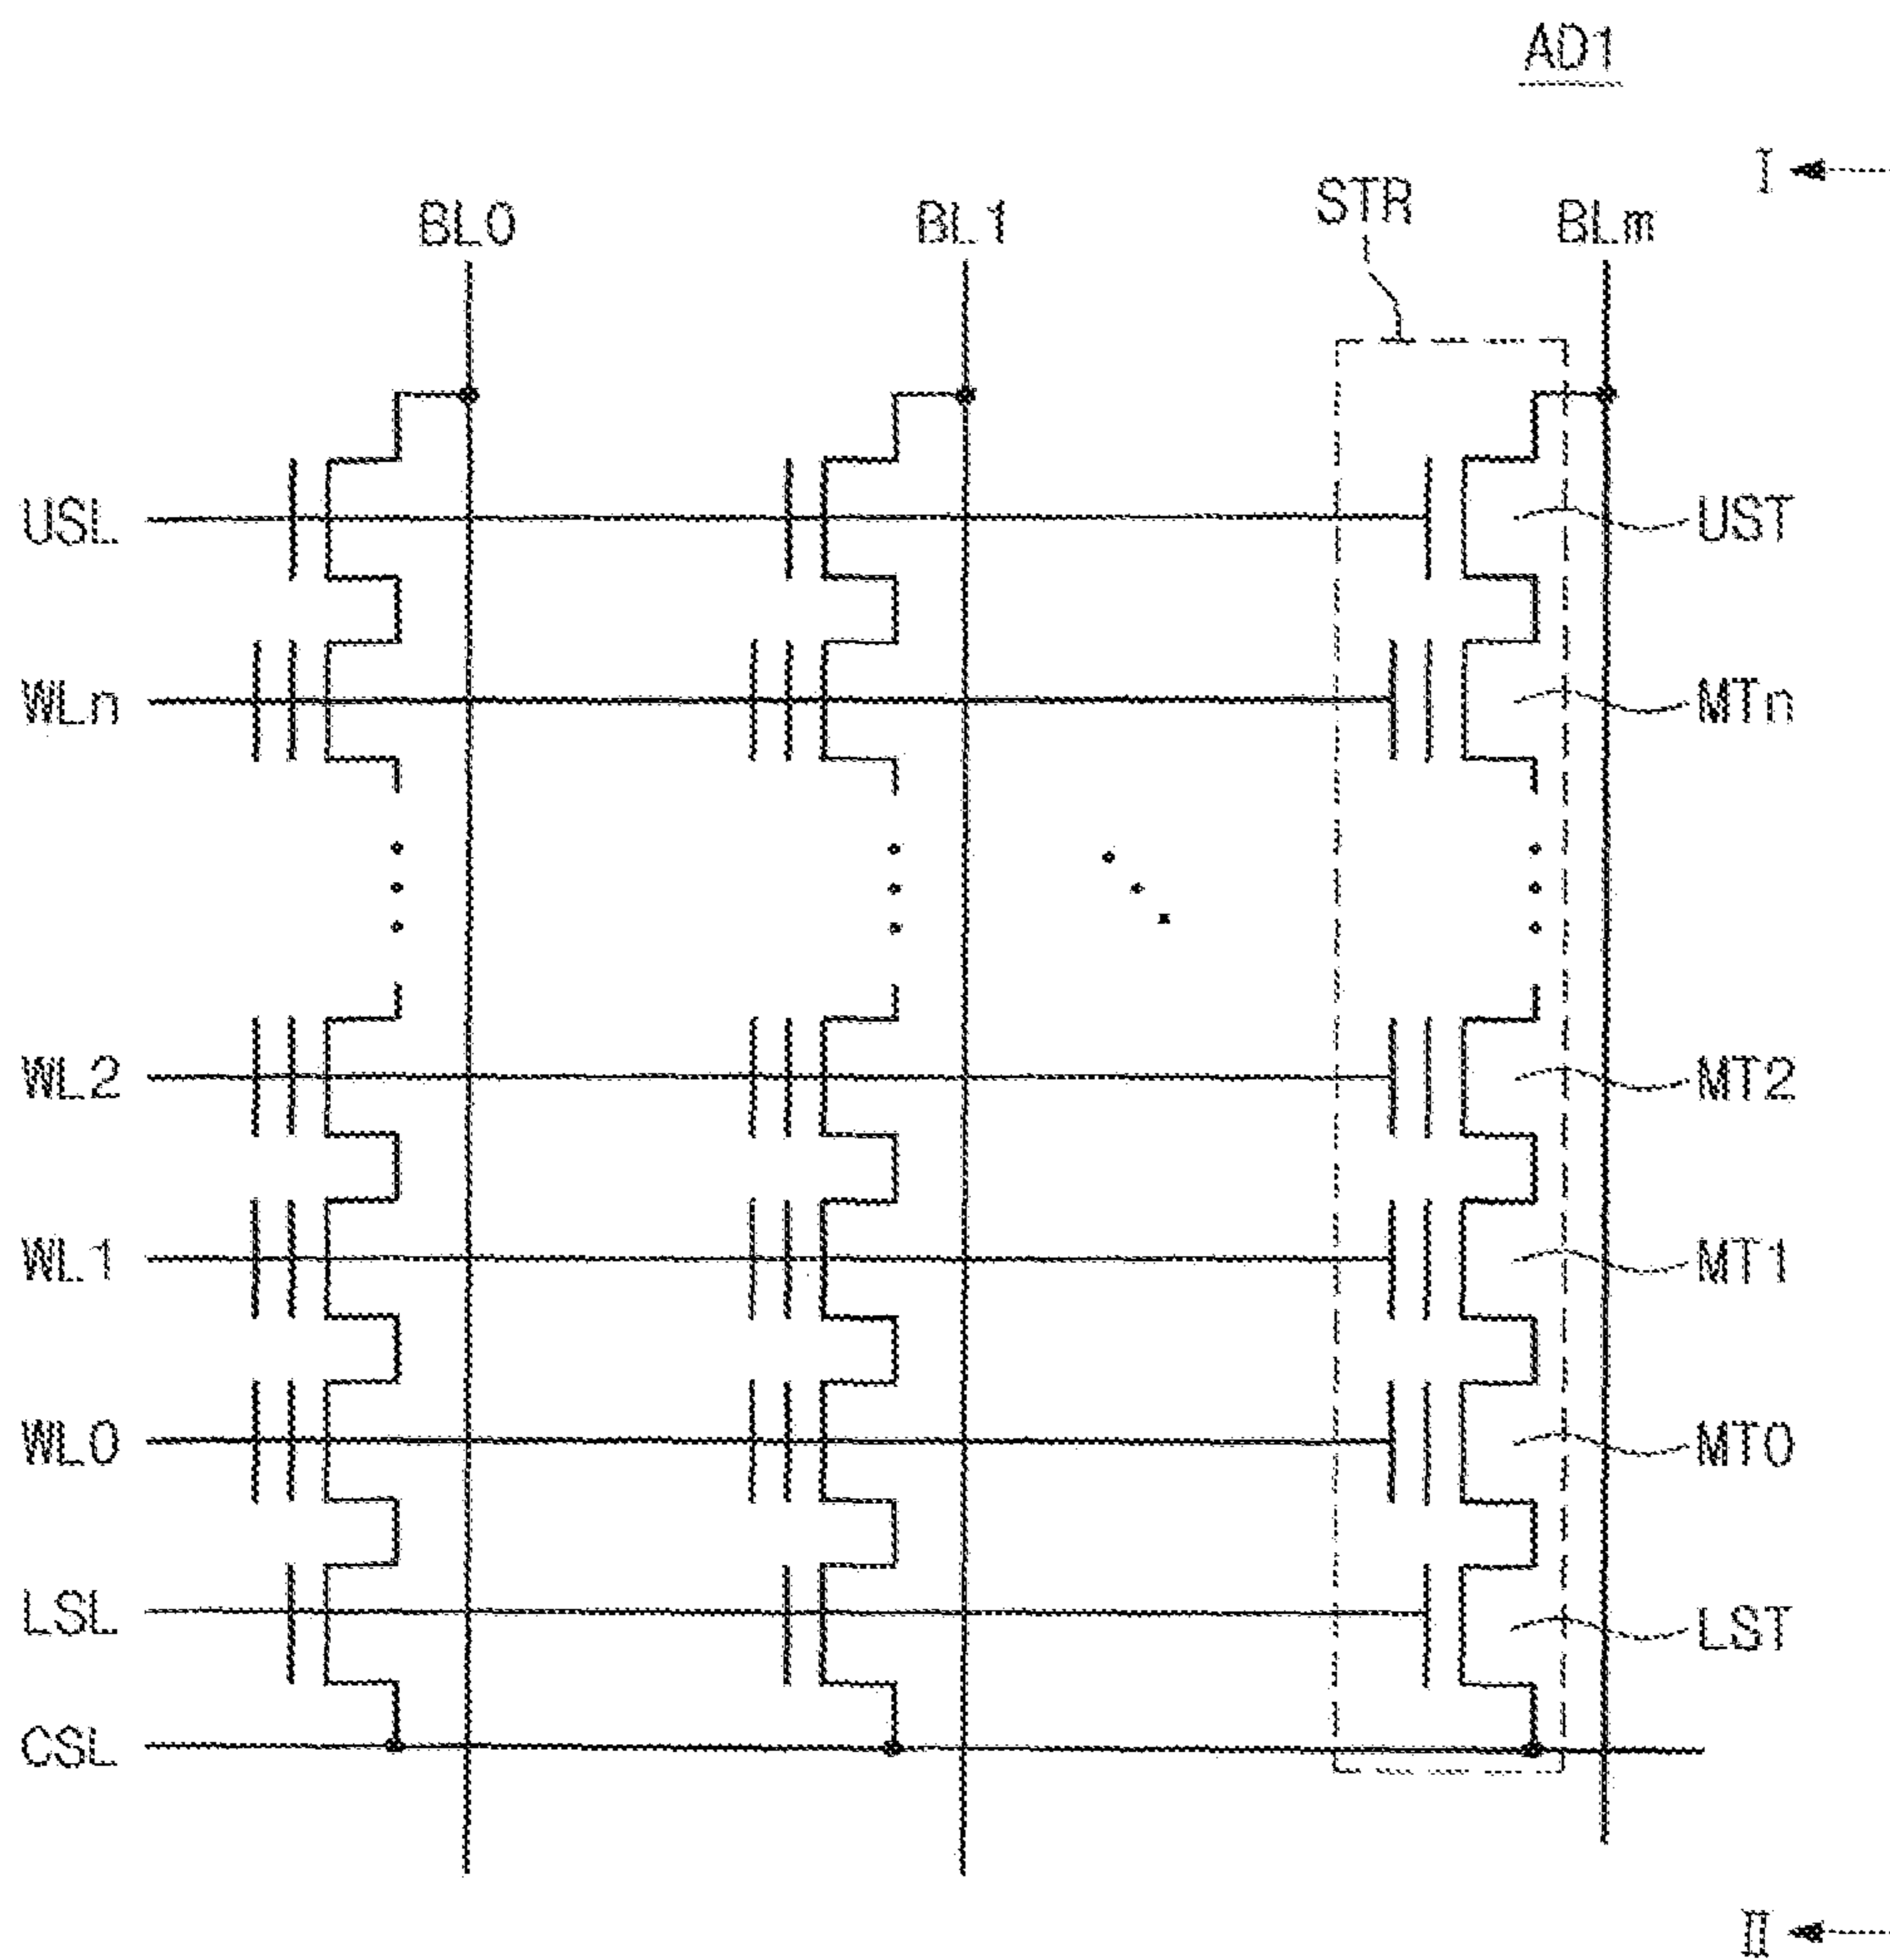 AD1
I
STR
BL0 BL1 BLm
USL UST
WLn MTn
WL2 MT2
WL1 MT1
WL0 MT0
LSL LST
CSL
II